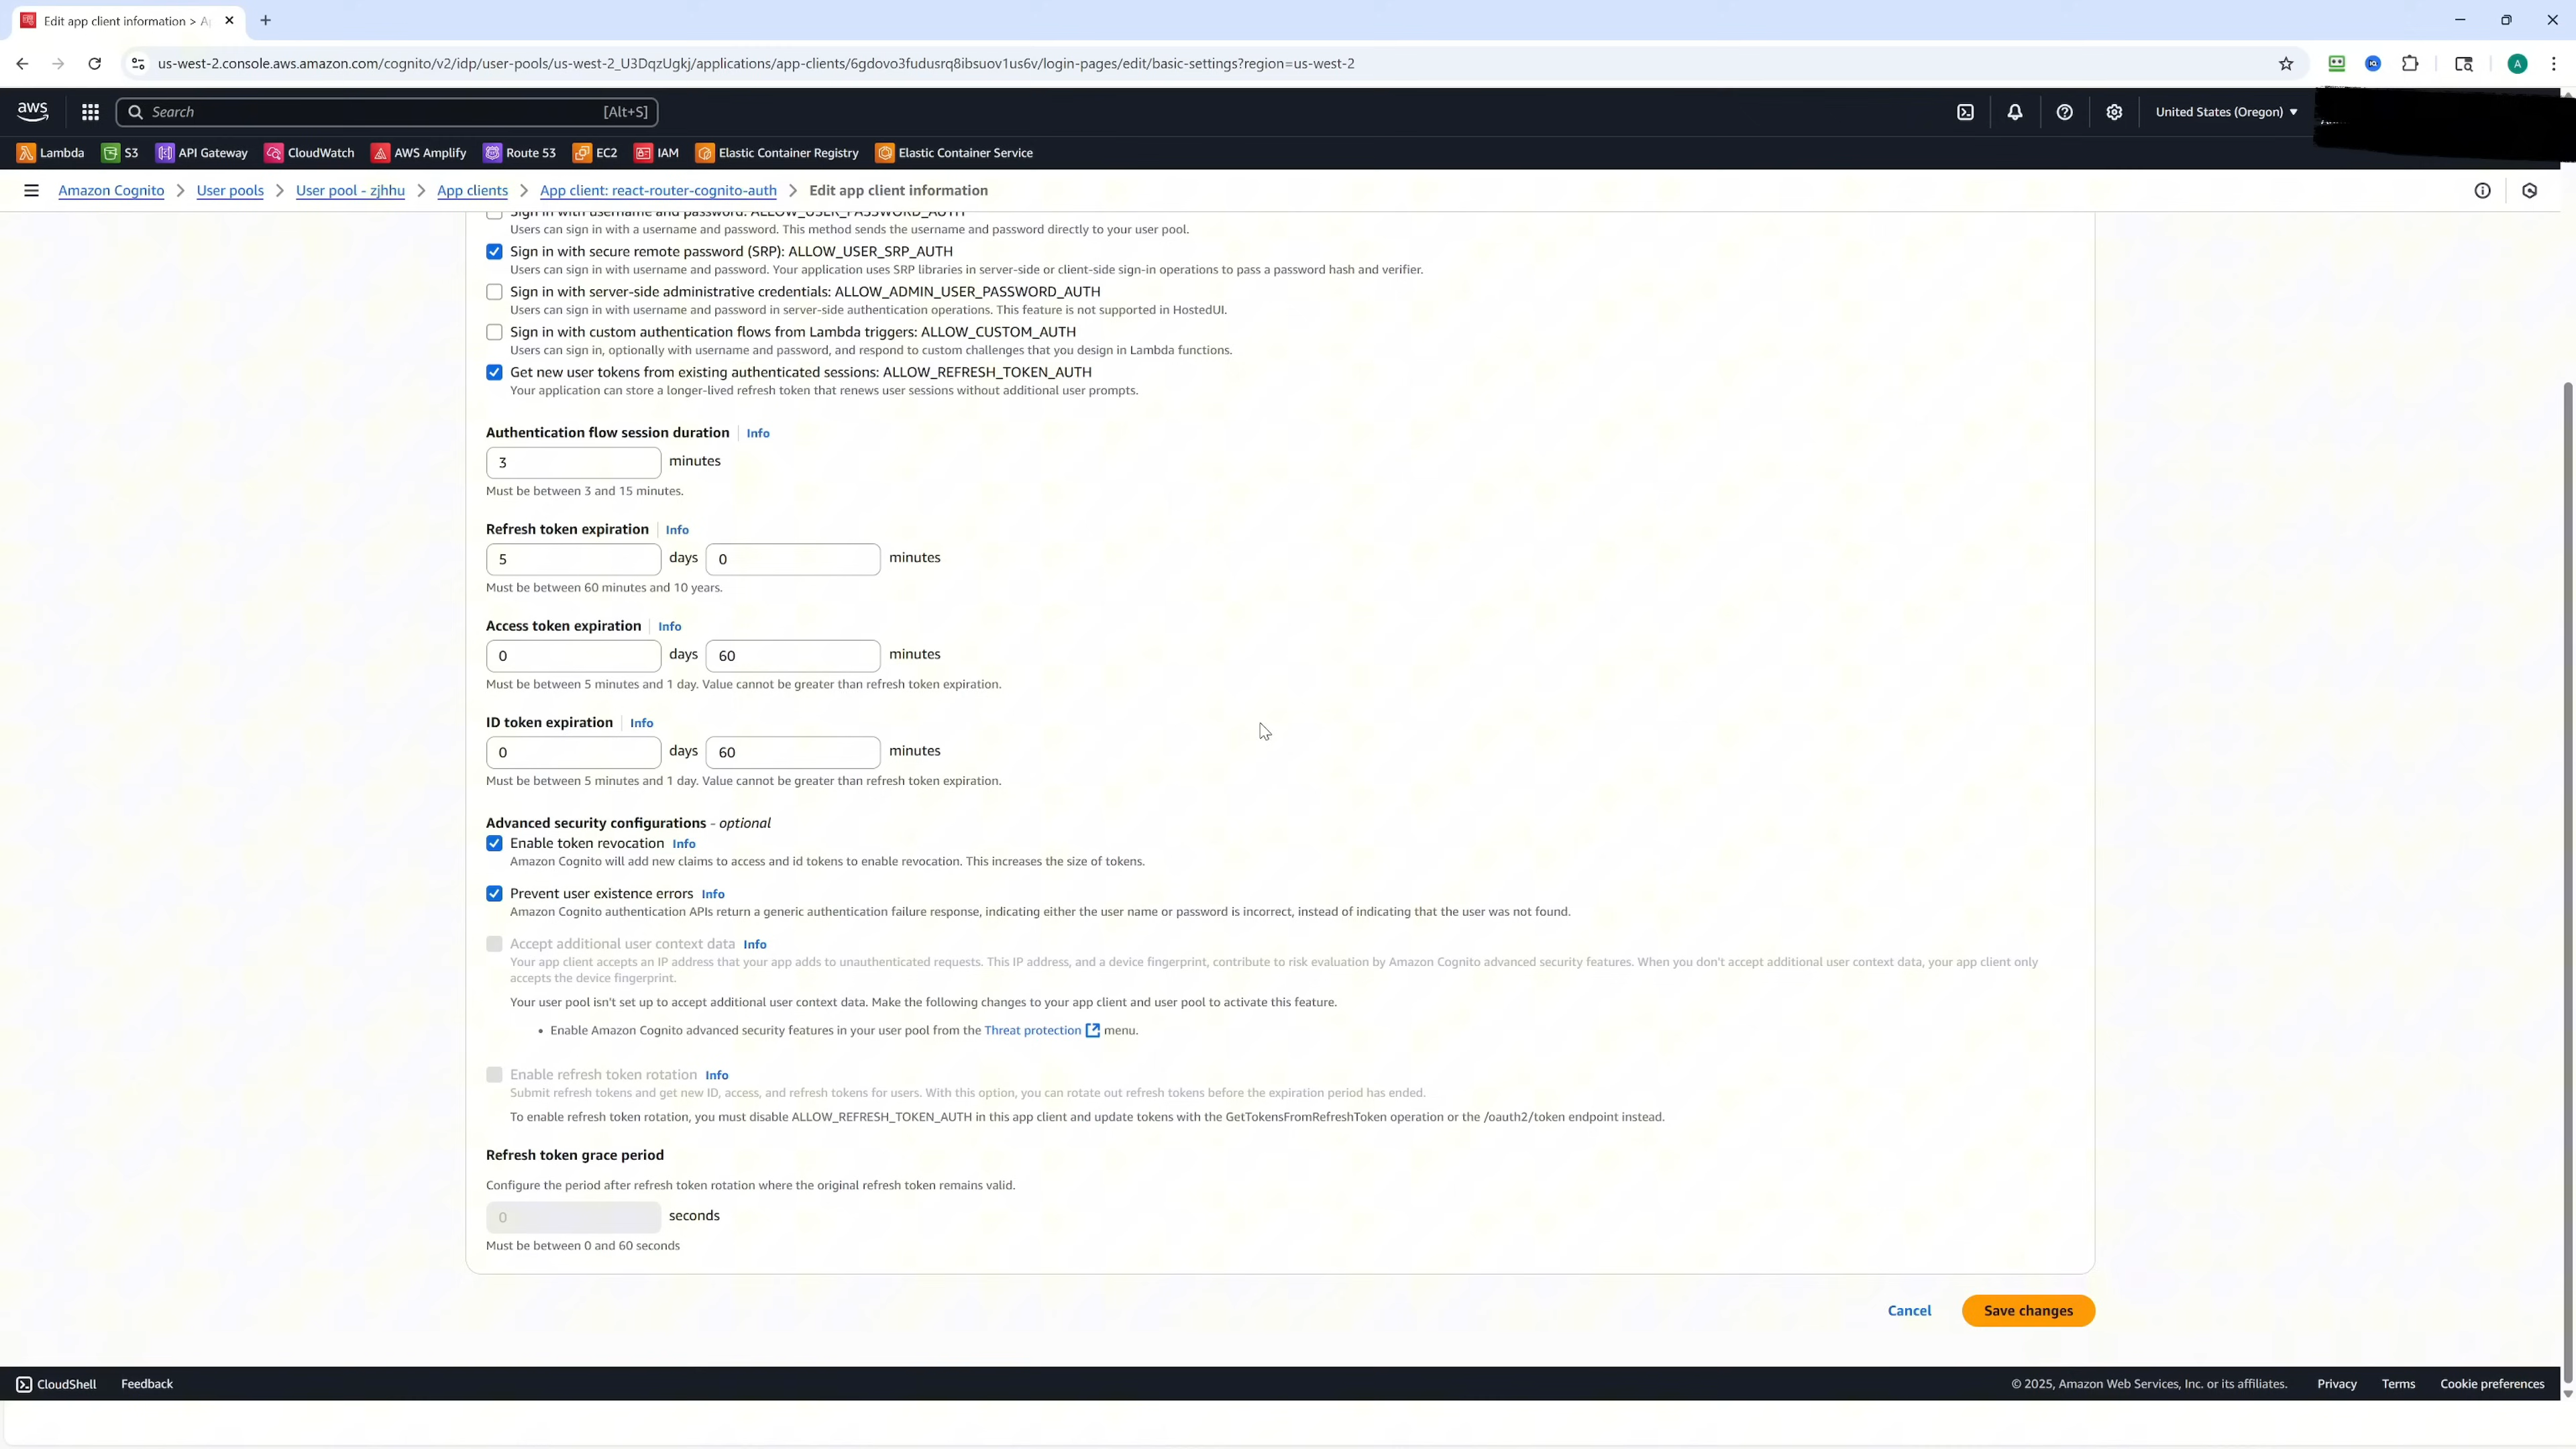 Edit app client information > A
us-west-2.console.aws.amazon.com/cognito/v2/idp/user-pools/us-west-2_U3DqzUgkj/applications/app-clients/6gdovo3fudusrq8ibsuov1us6v/login-pages/edit/basic-settings?region=us-west-2
A
aws
Search [Alt+S]
United States (Oregon)
Lambda S3 API Gateway CloudWatch AWS Amplify Route 53 EC2 IAM Elastic Container Registry Elastic Container Service
Amazon Cognito > User pools > User pool - zjhhu > App clients > App client: react-router-cognito-auth > Edit app client information
Sign in with username and password: ALLOW_USER_PASSWORD_AUTH
Users can sign in with a username and password. This method sends the username and password directly to your user pool.
Sign in with secure remote password (SRP): ALLOW_USER_SRP_AUTH
Users can sign in with username and password. Your application uses SRP libraries in server-side or client-side sign-in operations to pass a password hash and verifier.
Sign in with server-side administrative credentials: ALLOW_ADMIN_USER_PASSWORD_AUTH
Users can sign in with username and password in server-side authentication operations. This feature is not supported in HostedUI.
Sign in with custom authentication flows from Lambda triggers: ALLOW_CUSTOM_AUTH
Users can sign in, optionally with username and password, and respond to custom challenges that you design in Lambda functions.
Get new user tokens from existing authenticated sessions: ALLOW_REFRESH_TOKEN_AUTH
Your application can store a longer-lived refresh token that renews user sessions without additional user prompts.
Authentication flow session duration Info
3 minutes
Must be between 3 and 15 minutes.
Refresh token expiration Info
5 days 0 minutes
Must be between 60 minutes and 10 years.
Access token expiration Info
0 days 60 minutes
Must be between 5 minutes and 1 day. Value cannot be greater than refresh token expiration.
ID token expiration Info
0 days 60 minutes
Must be between 5 minutes and 1 day. Value cannot be greater than refresh token expiration.
Advanced security configurations - optional
Enable token revocation Info
Amazon Cognito will add new claims to access and id tokens to enable revocation. This increases the size of tokens.
Prevent user existence errors Info
Amazon Cognito authentication APIs return a generic authentication failure response, indicating either the user name or password is incorrect, instead of indicating that the user was not found.
Accept additional user context data Info
Your app client accepts an IP address that your app adds to unauthenticated requests. This IP address, and a device fingerprint, contribute to risk evaluation by Amazon Cognito advanced security features. When you don't accept additional user context data, your app client only
accepts the device fingerprint.
Your user pool isn't set up to accept additional user context data. Make the following changes to your app client and user pool to activate this feature.
• Enable Amazon Cognito advanced security features in your user pool from the Threat protection menu.
Enable refresh token rotation Info
Submit refresh tokens and get new ID, access, and refresh tokens for users. With this option, you can rotate out refresh tokens before the expiration period has ended.
To enable refresh token rotation, you must disable ALLOW_REFRESH_TOKEN_AUTH in this app client and update tokens with the GetTokensFromRefreshToken operation or the /oauth2/token endpoint instead.
Refresh token grace period
Configure the period after refresh token rotation where the original refresh token remains valid.
0 seconds
Must be between 0 and 60 seconds
Cancel Save changes
CloudShell Feedback © 2025, Amazon Web Services, Inc. or its affiliates. Privacy Terms Cookie preferences